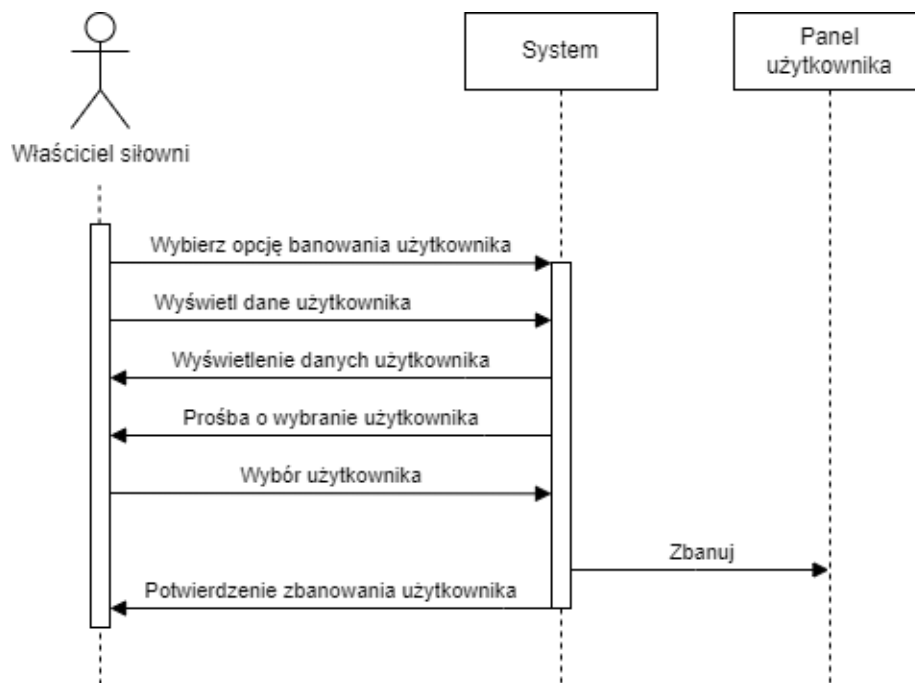 System
Panel
użytkownika
Właściciel siłowni
Wybierz opcję banowania użytkownika
Wyświetl dane użytkownika
Wyświetlenie danych użytkownika
Prośba o wybranie użytkownika
Wybór użytkownika
Zbanuj
Potwierdzenie zbanowania użytkownika